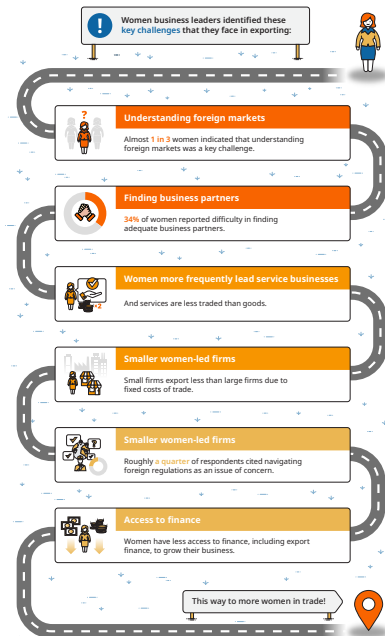 !
Women business leaders identified these
key challenges that they face in exporting:
?
Understanding foreign markets
Almost 1 in 3 women indicated that understanding
foreign markets was a key challenge.
Finding business partners
34% of women reported difficulty in finding
adequate business partners.
Women more frequently lead service businesses
And services are less traded than goods.
Smaller women-led firms
Small firms export less than large firms due to
fixed costs of trade.
?
Smaller women-led firms
Roughly a quarter of respondents cited navigating
foreign regulations as an issue of concern.
Access to finance
Women have less access to finance, including export
finance, to grow their business.
This way to more women in trade!